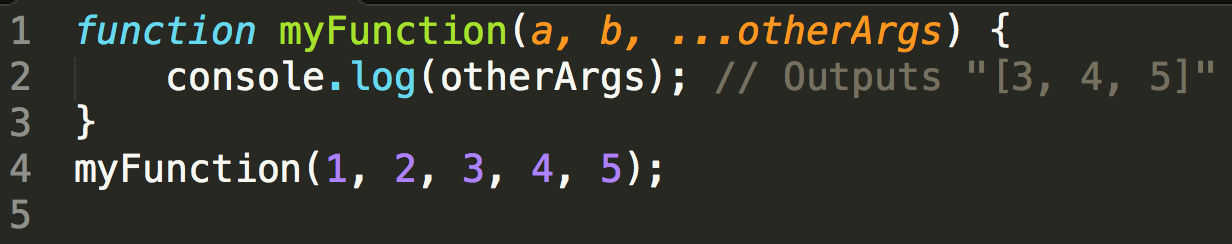 1 function myFunction(a, b, ...otherArgs) {
2     console.log(otherArgs); // Outputs "[3, 4, 5]"
3 }
4 myFunction(1, 2, 3, 4, 5);
5